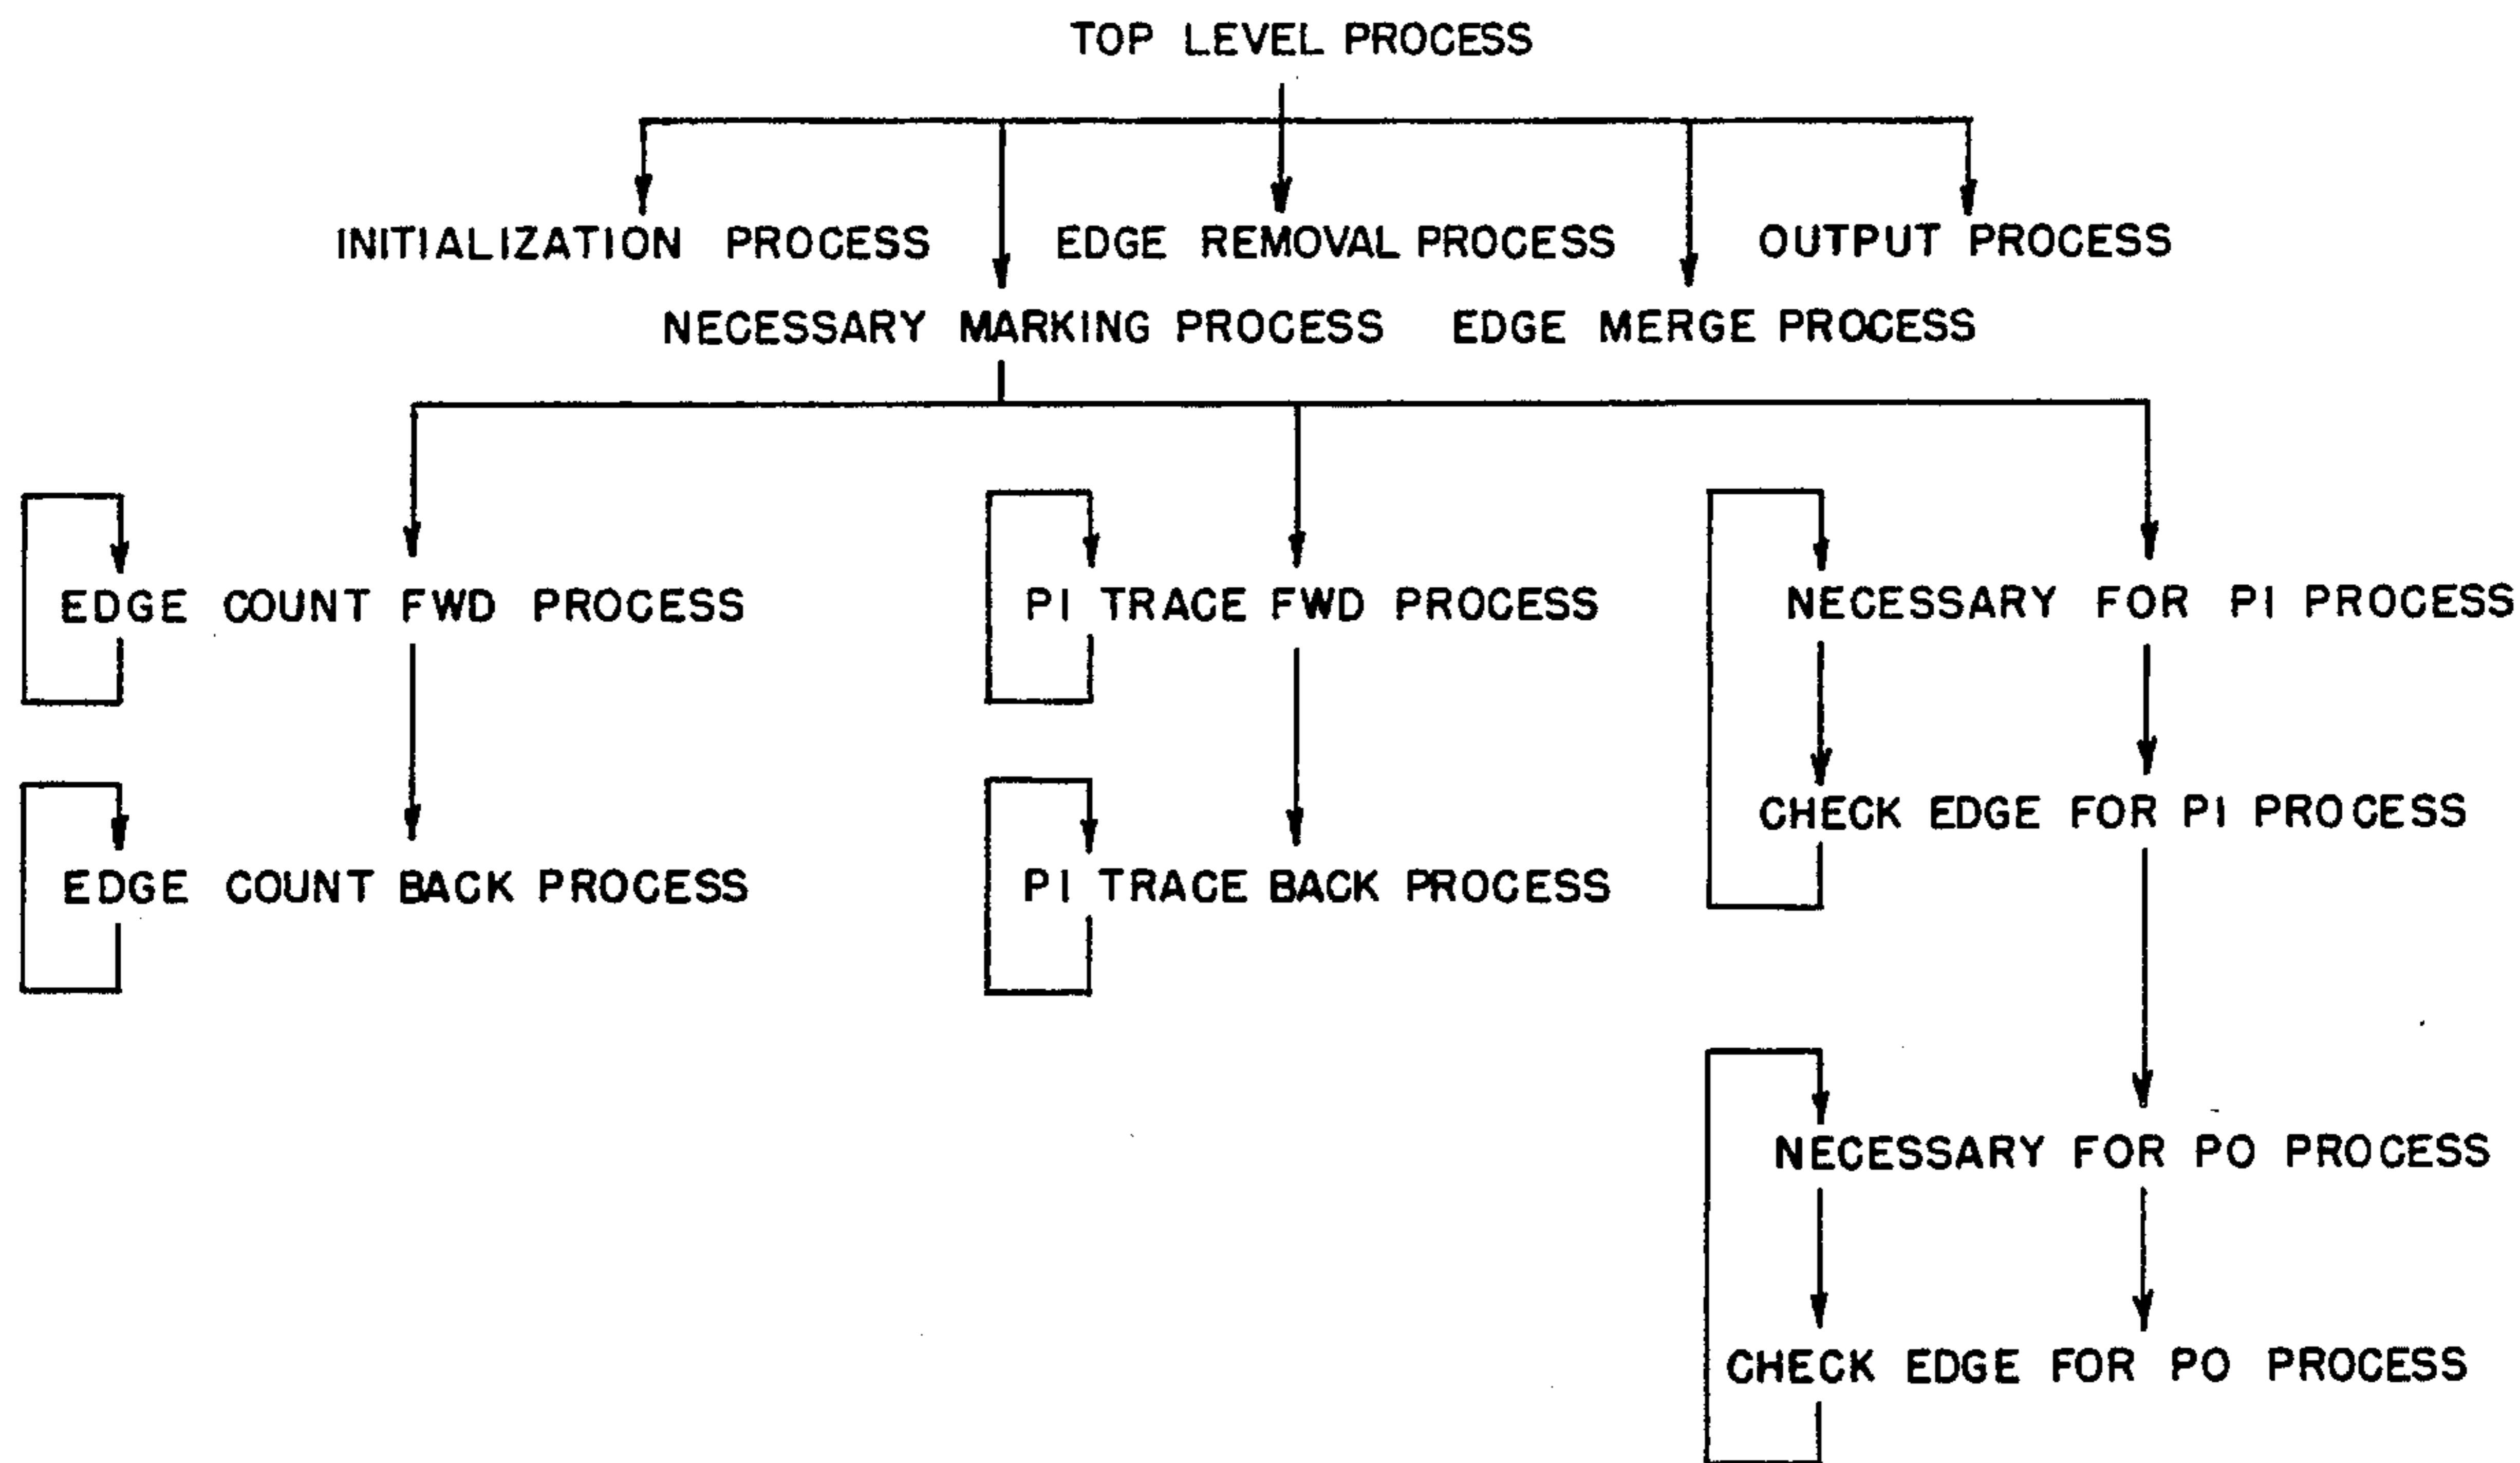 TOP LEVEL PROCESS
INITIALIZATION PROCESS EDGE REMOVAL PROCESS OUTPUT PROCESS
NECESSARY MARKING PROCESS EDGE MERGE PROCESS
EDGE COUNT FWD PROCESS PI TRACE FWD PROCESS NECESSARY FOR PI PROCESS
CHECK EDGE FOR PI PROCESS
EDGE COUNT BACK PROCESS PI TRACE BACK PROCESS
NECESSARY FOR PO PROCESS
CHECK EDGE FOR PO PROCESS